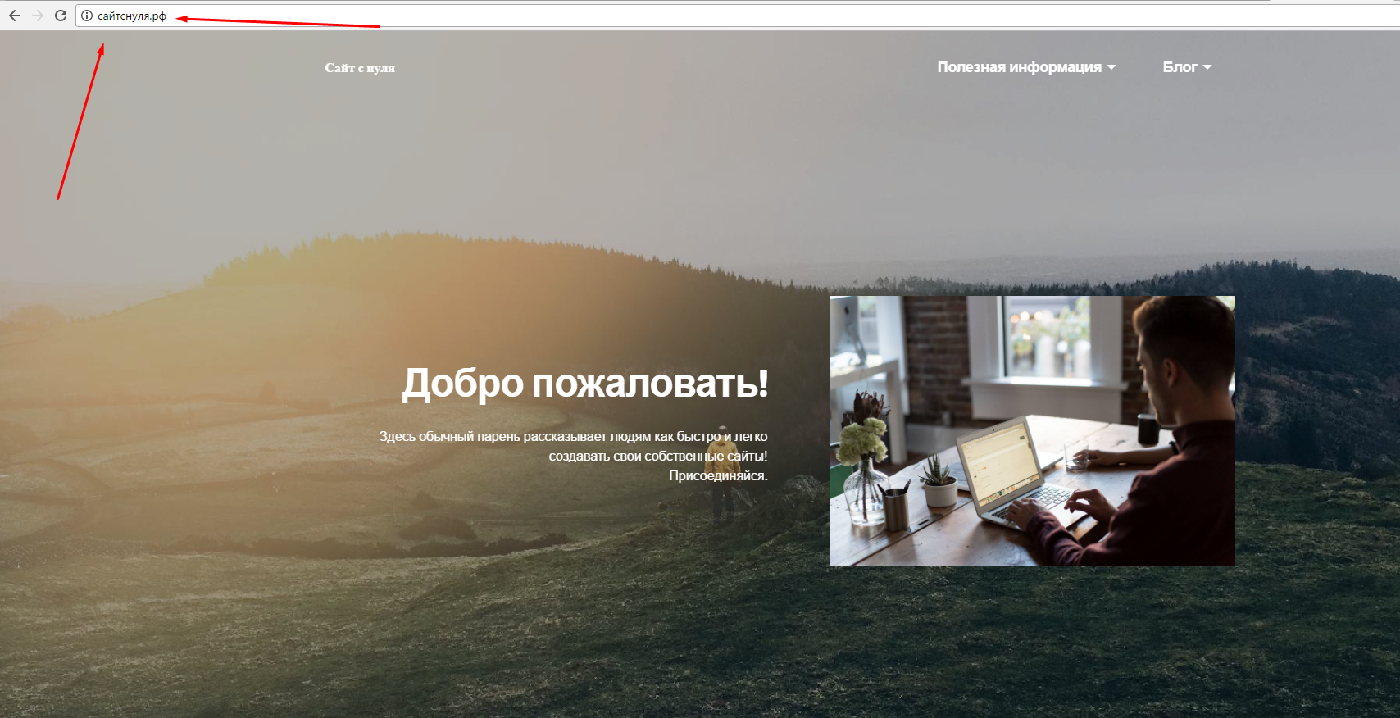 сайтснуля.рф
Сайт с нуля
Полезная информация
Блог
Добро пожаловать!
Здесь обычный парень рассказывает людям как быстро и легко
создавать свои собственные сайты!
Присоединяйся.